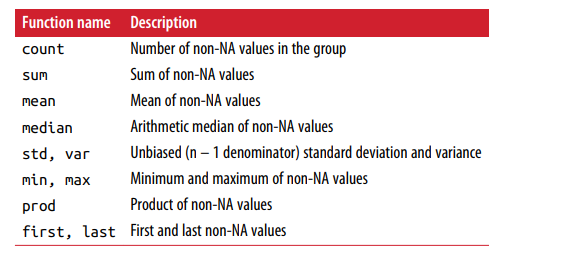 Function name Description
count Number of non-NA values in the group
sum Sum of non-NA values
mean Mean of non-NA values
median Arithmetic median of non-NA values
std, var Unbiased (n – 1 denominator) standard deviation and variance
min, max Minimum and maximum of non-NA values
prod Product of non-NA values
first, last First and last non-NA values